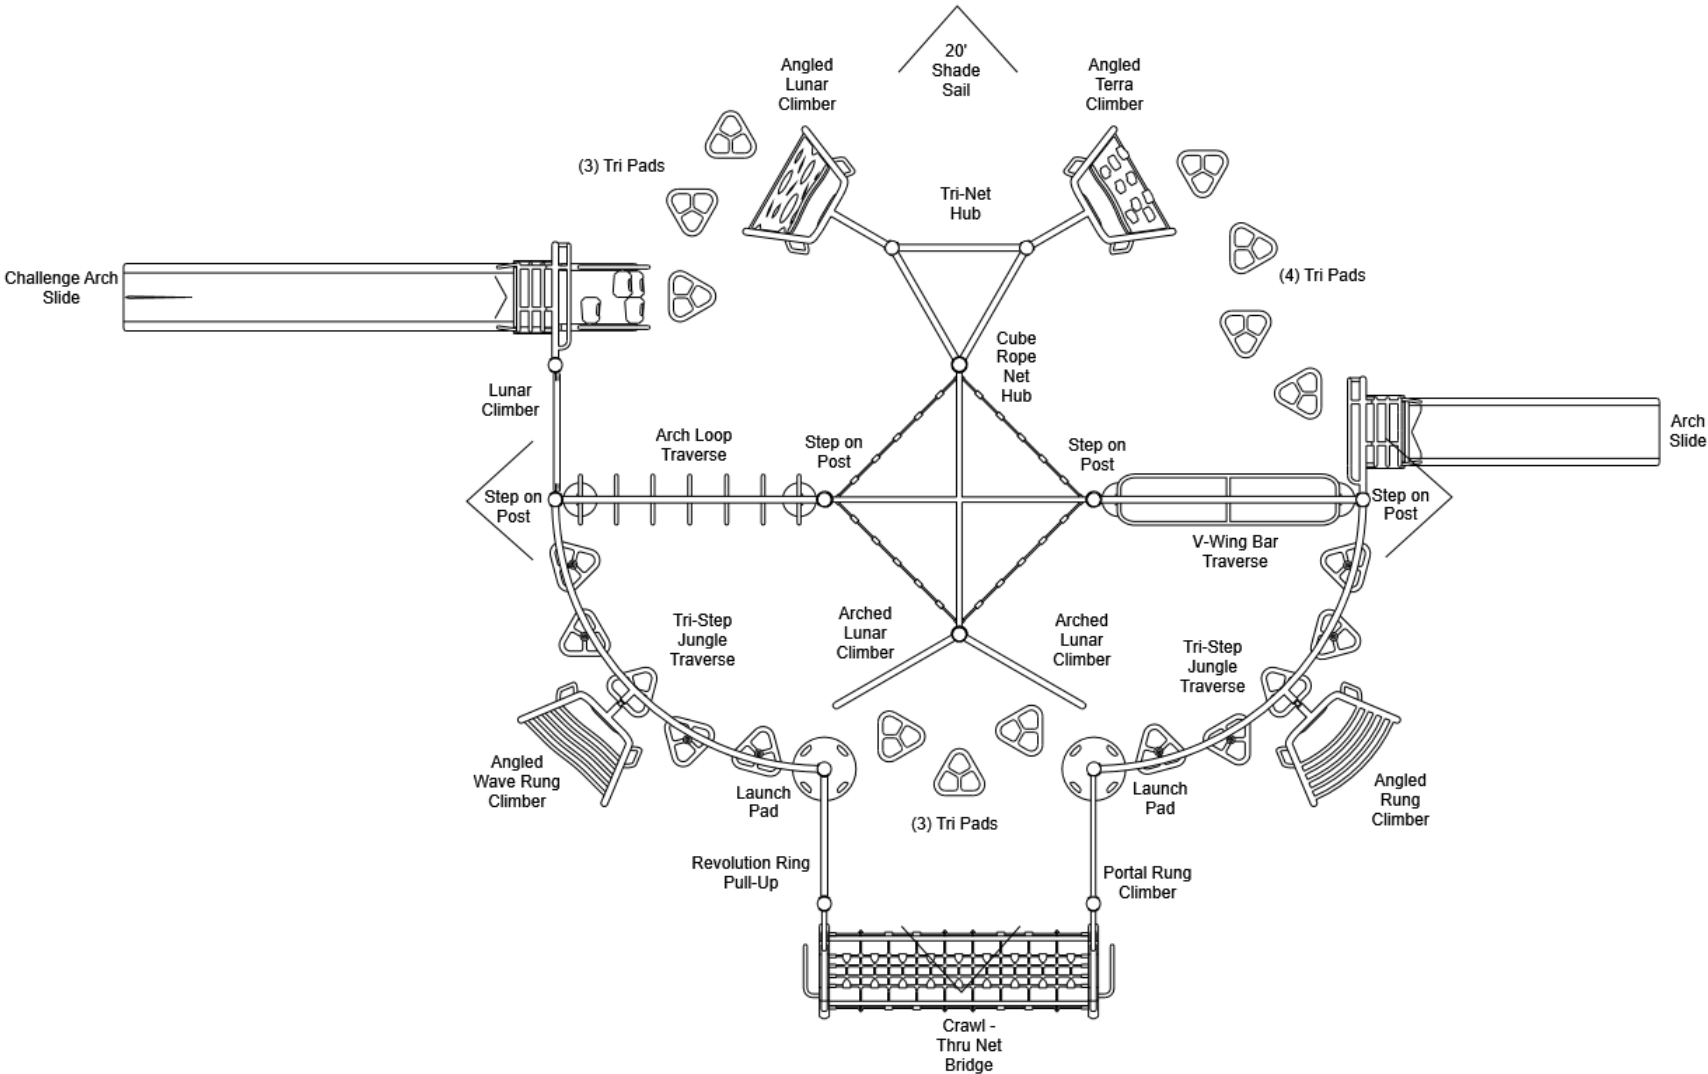 20'
Shade
Sail
Angled
Lunar
Climber
Angled
Terra
Climber
(3) Tri Pads
Tri-Net
Hub
Challenge Arch
Slide
(4) Tri Pads
Cube
Rope
Net
Hub
Lunar
Climber
Arch Loop
Traverse
Step on
Post
Step on
Post
Arch
Slide
Step on
Post
Step on
Post
V-Wing Bar
Traverse
Tri-Step
Jungle
Traverse
Arched
Lunar
Climber
Arched
Lunar
Climber
Tri-Step
Jungle
Traverse
Angled
Wave Rung
Climber
Launch
Pad
(3) Tri Pads
Launch
Pad
Angled
Rung
Climber
Revolution Ring
Pull-Up
Portal Rung
Climber
Crawl -
Thru Net
Bridge